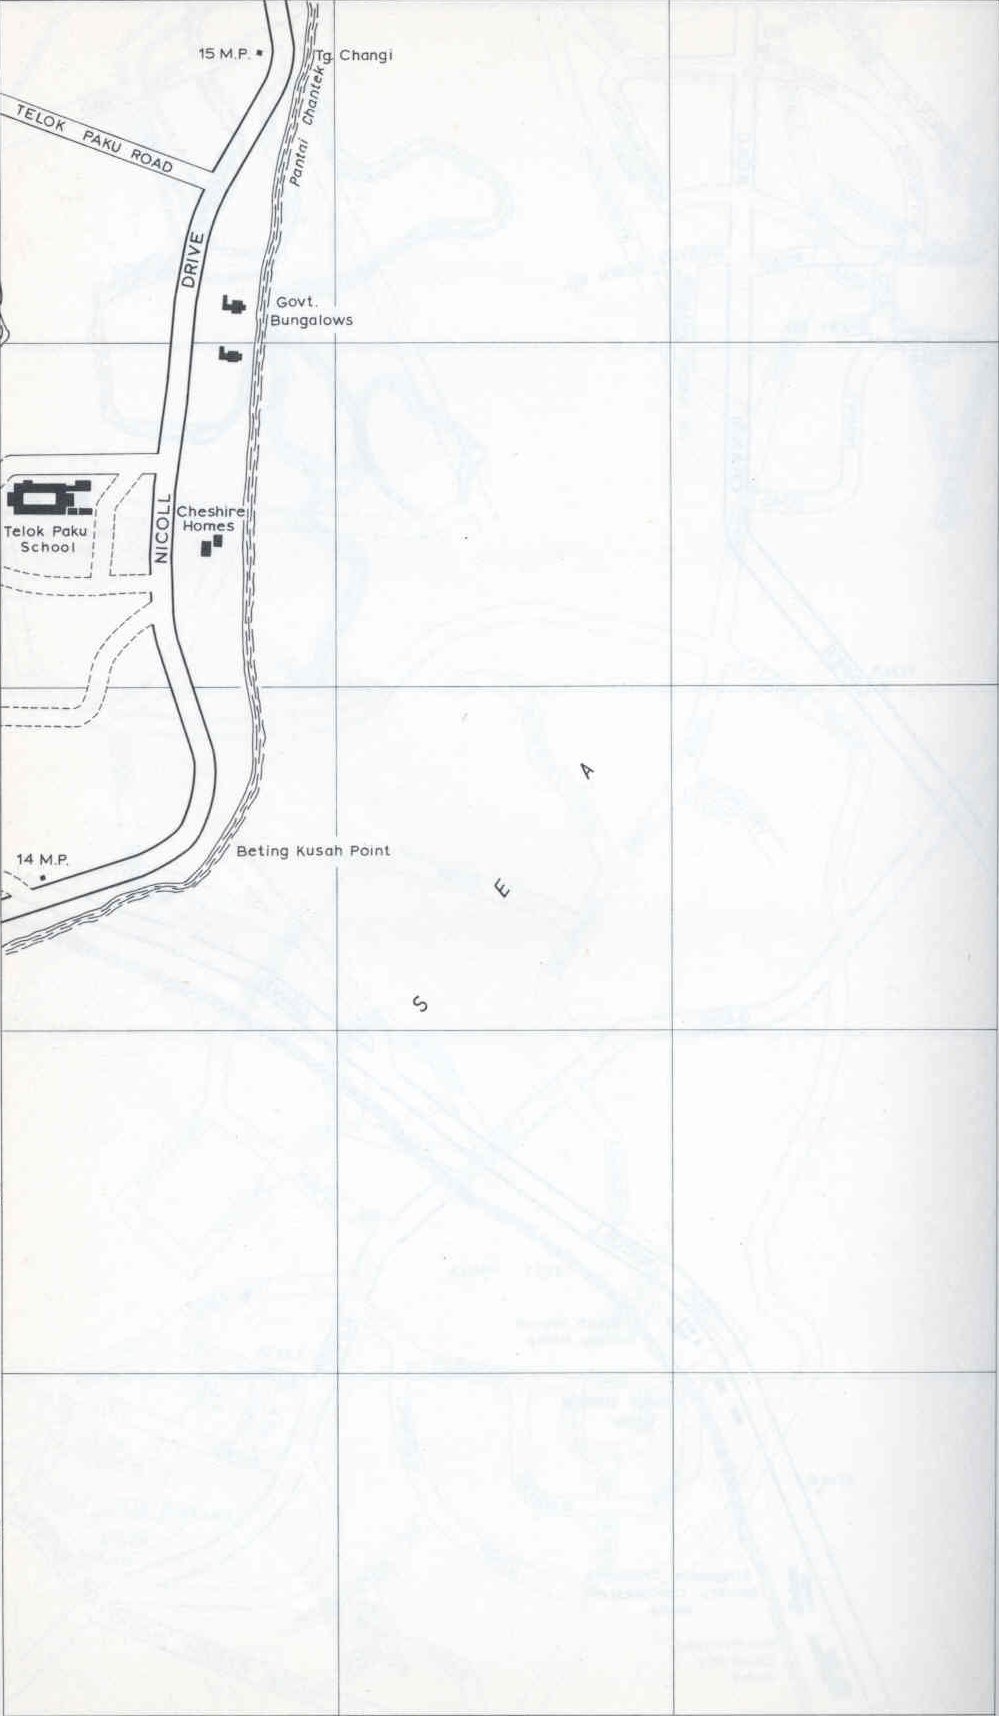 15 M.P.
Tg. Changi
Pantai Chantek
TELOK PAKU ROAD
DRIVE
Govt.
Bungalows
NICOLL
Cheshire
Homes
Telok Paku
School
A
14 M.P.
Beting Kusah Point
E
S